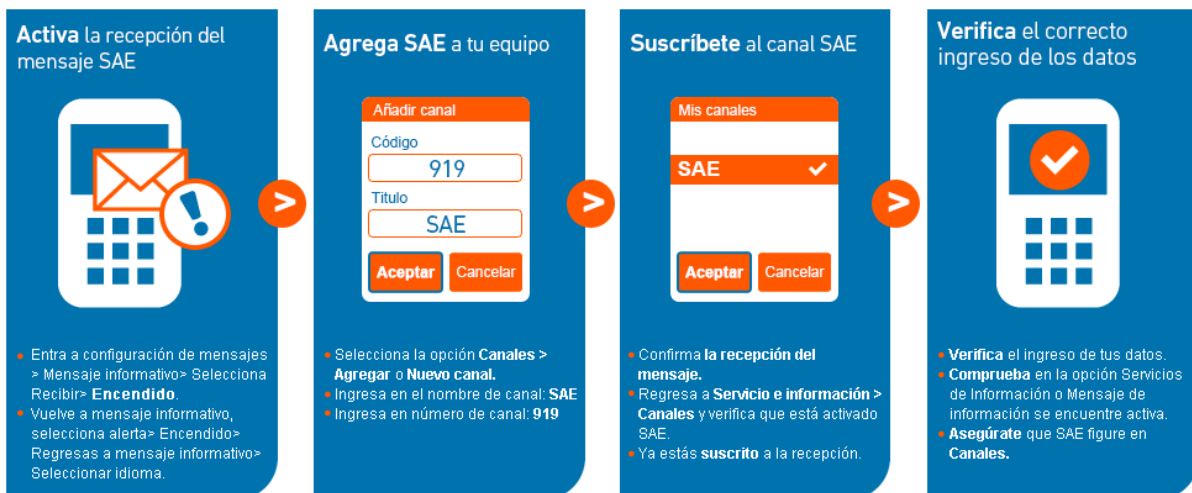 Activa la recepción del
mensaje SAE
• Entra a configuración de mensajes
> Mensaje informativo> Selecciona
Recibir> Encendido.
• Vuelve a mensaje informativo,
selecciona alerta> Encendido>
Regresas a mensaje informativo>
Seleccionar idioma.
>
Agrega SAE a tu equipo
Añadir canal
Código
919
Titulo
SAE
Aceptar Cancelar
• Selecciona la opción Canales >
Agregar o Nuevo canal.
• Ingresa en el nombre de canal: SAE
• Ingresa en número de canal: 919
>
Suscríbete al canal SAE
Mis canales
SAE
Aceptar Cancelar
• Confirma la recepción del
mensaje.
• Regresa a Servicio e información >
Canales y verifica que está activado
SAE.
• Ya estás suscrito a la recepción.
>
Verifica el correcto
ingreso de los datos
• Verifica el ingreso de tus datos.
• Comprueba en la opción Servicios
de Información o Mensaje de
información se encuentre activa.
• Asegúrate que SAE figure en
Canales.